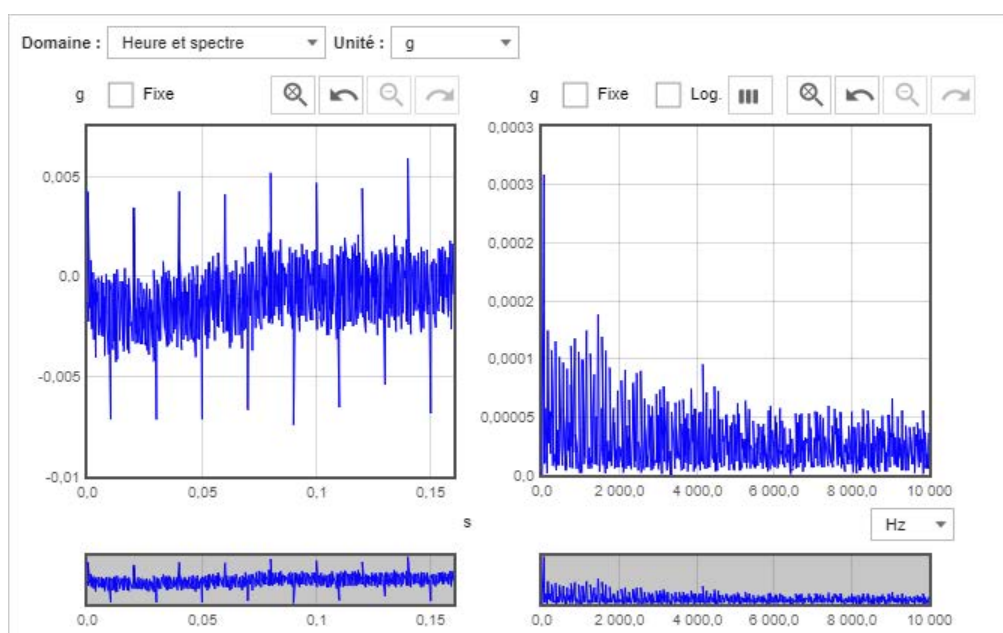 Domaine : Heure et spectre Unité : g
g Fixe
g Fixe Log.
0,005
0,0
-0,005
-0,01
0,0 0,05 0,1 0,15
s
0,0003
0,0003
0,0002
0,0002
0,0001
0,00005
0,0
0,0 2 000,0 4 000,0 6 000,0 8 000,0 10 000
Hz
0,0 0,05 0,1 0,15
0,0 2 000,0 4 000,0 6 000,0 8 000,0 10 000